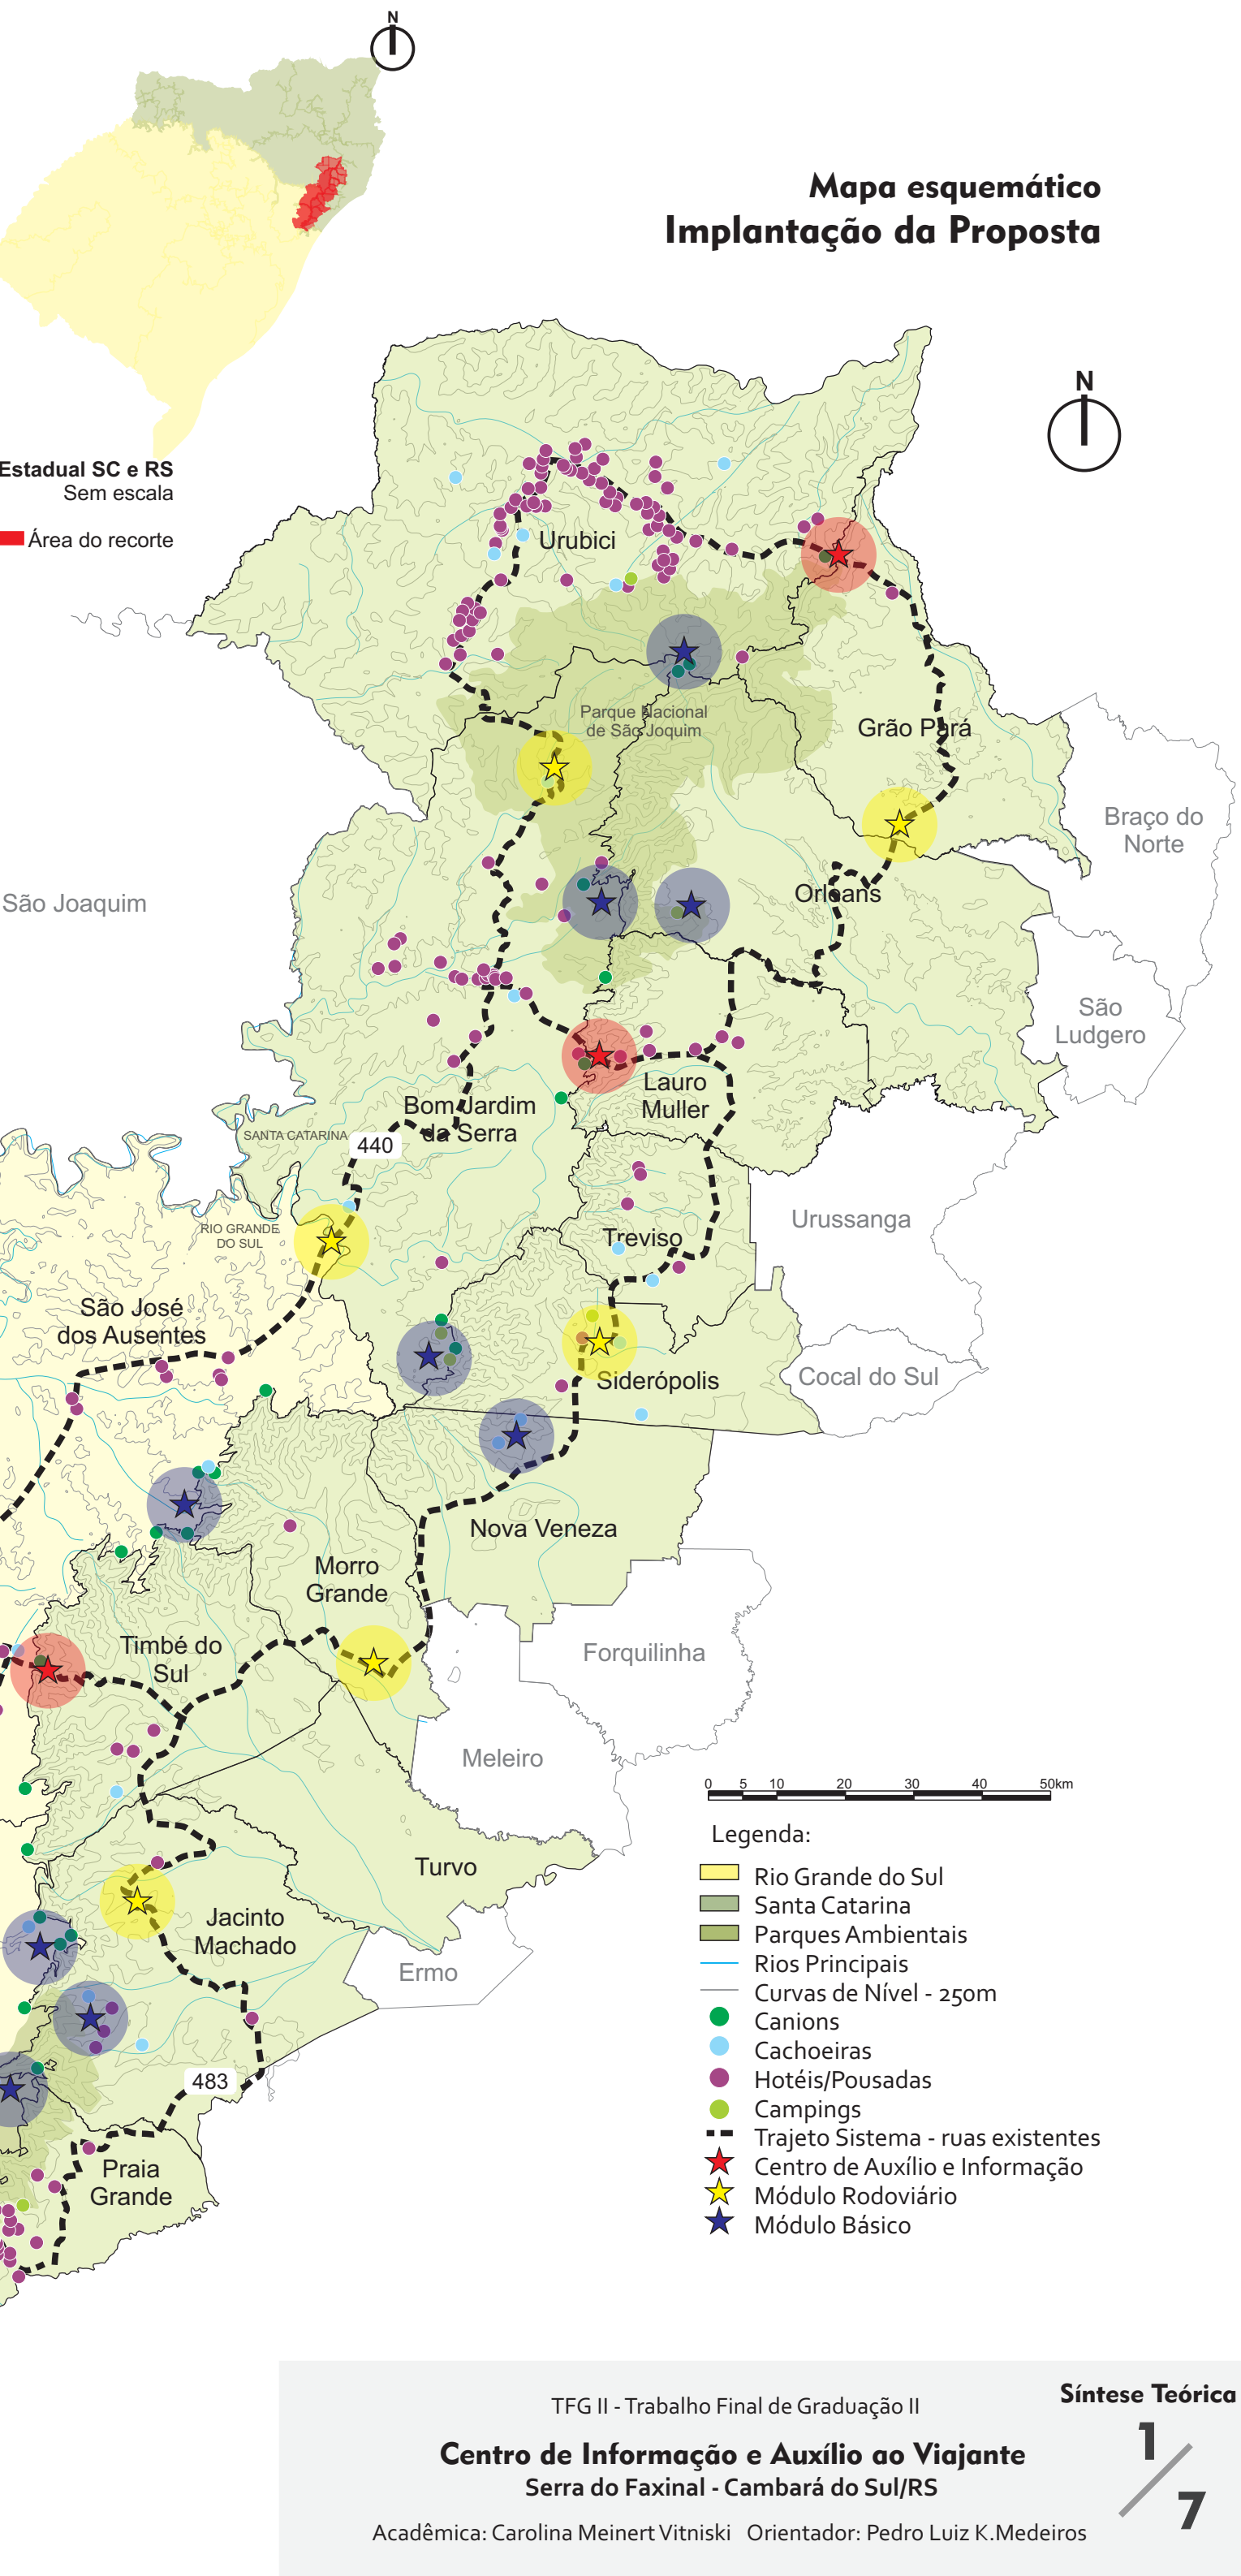 N
Mapa esquemático
Implantação da Proposta
N
Estadual SC e RS
Sem escala
Área do recorte
Urubici
Parque Nacional
de São Joquim
Grão Pará
Braço do
Norte
São Joaquim
Orleans
São
Ludgero
Lauro
Muller
Bom Jardim
da Serra
SANTA CATARINA
440
RIO GRANDE
DO SUL
Urussanga
Treviso
São José
dos Ausentes
Siderópolis
Cocal do Sul
Nova Veneza
Morro
Grande
Timbé do
Sul
Forquilinha
Meleiro
0 5 10 20 30 40 50km
Legenda:
Turvo
Rio Grande do Sul
Santa Catarina
Parques Ambientais
Rios Principais
Curvas de Nível - 250m
Canions
Cachoeiras
Hotéis/Pousadas
Campings
Trajeto Sistema - ruas existentes
Centro de Auxílio e Informação
Módulo Rodoviário
Módulo Básico
Jacinto
Machado
Ermo
483
Praia
Grande
TFG II - Trabalho Final de Graduação II
Centro de Informação e Auxílio ao Viajante
Serra do Faxinal - Cambará do Sul/RS
Acadêmica: Carolina Meinert Vitniski Orientador: Pedro Luiz K.Medeiros
Síntese Teórica
1
7